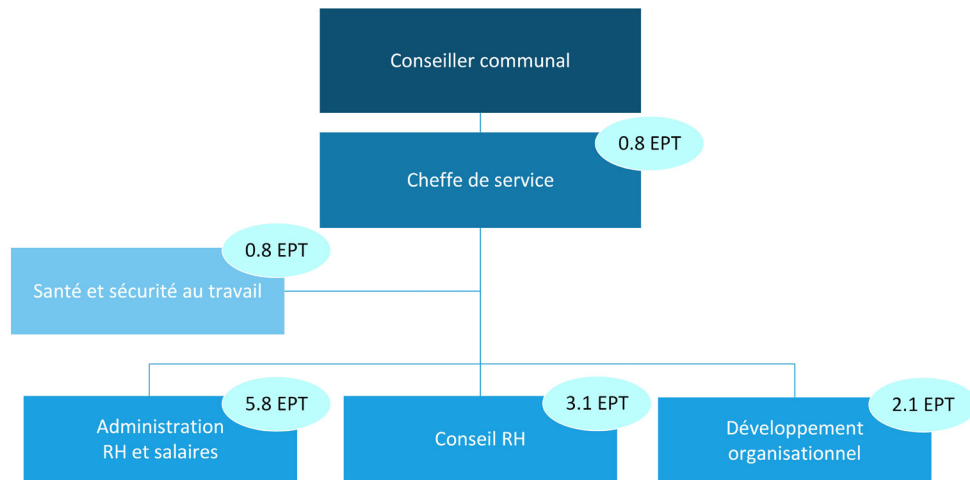 Conseiller communal
0.8 EPT
Cheffe de service
0.8 EPT
Santé et sécurité au travail
5.8 EPT
Administration
RH et salaires
3.1 EPT
Conseil RH
2.1 EPT
Développement
organisationnel